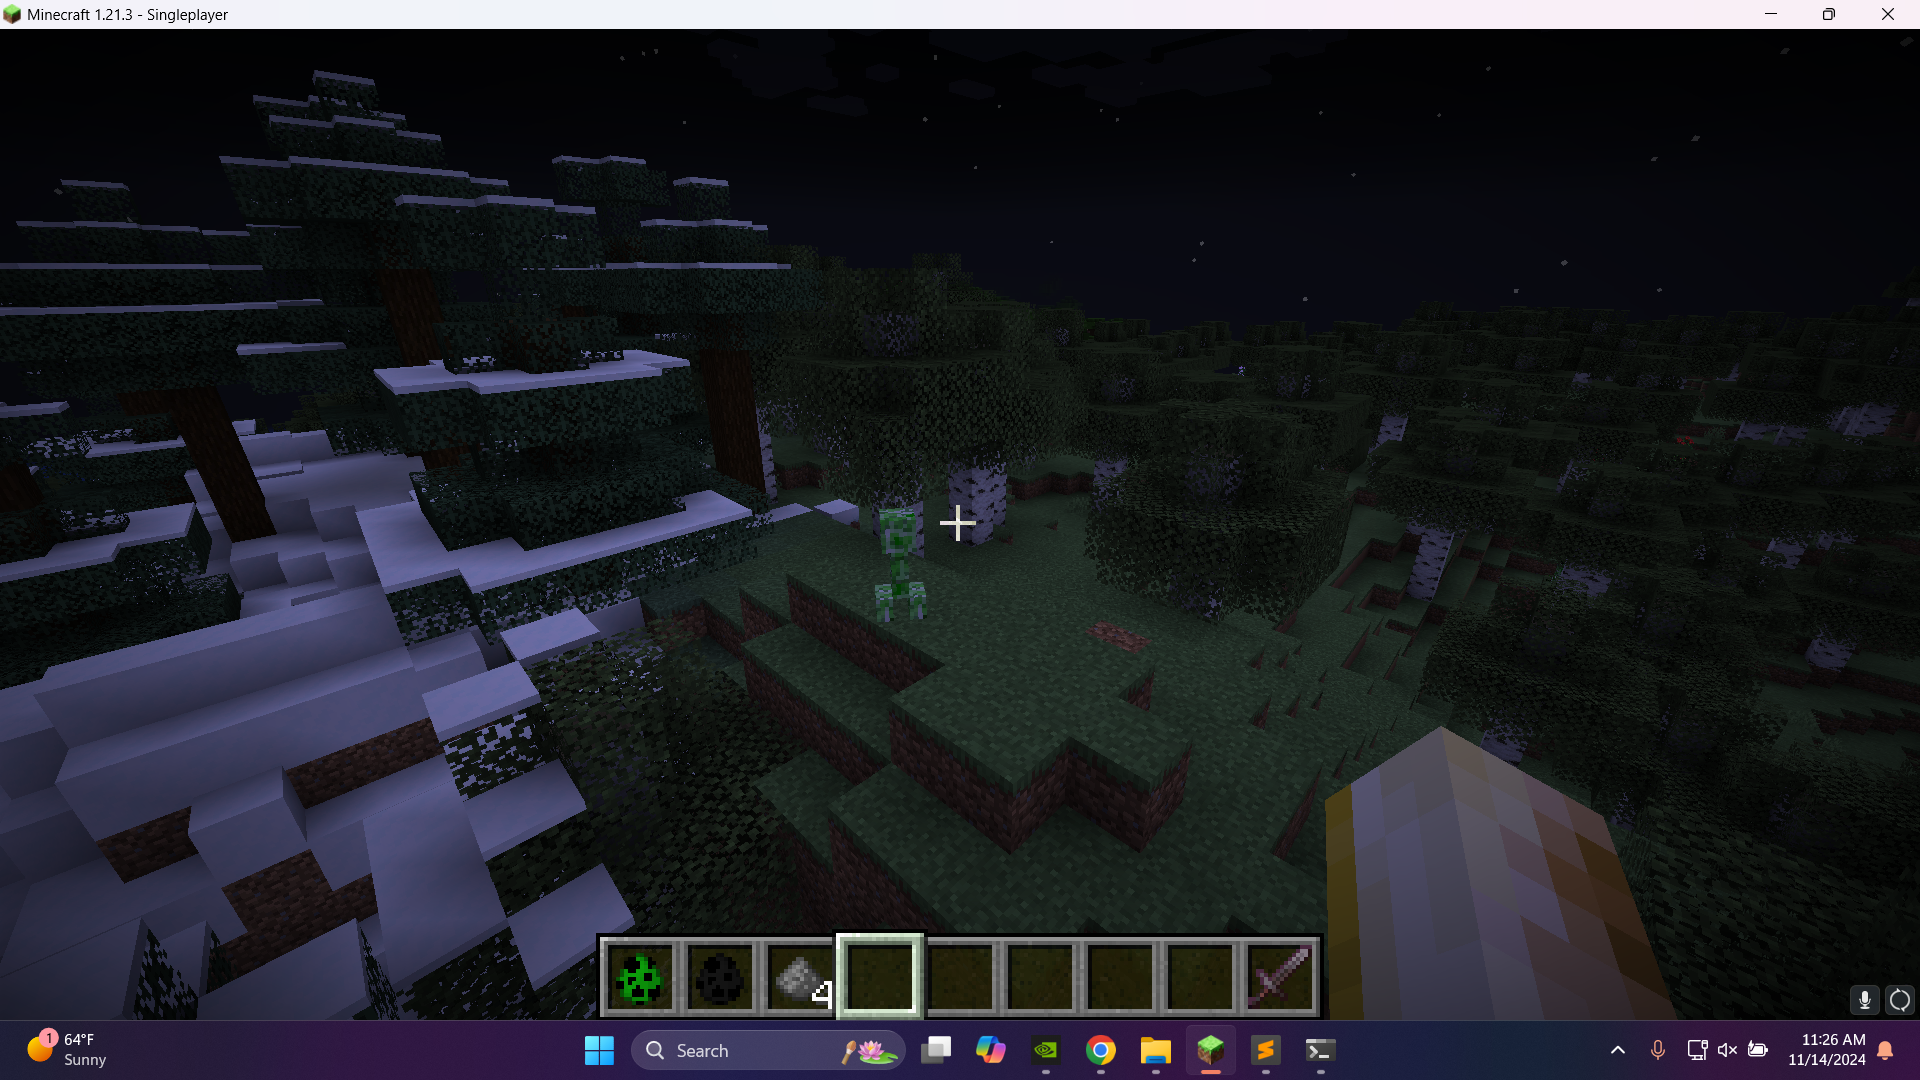 Minecraft 1.21.3 - Singleplayer
4
1
64°F
Sunny
Search
11:26 AM
11/14/2024